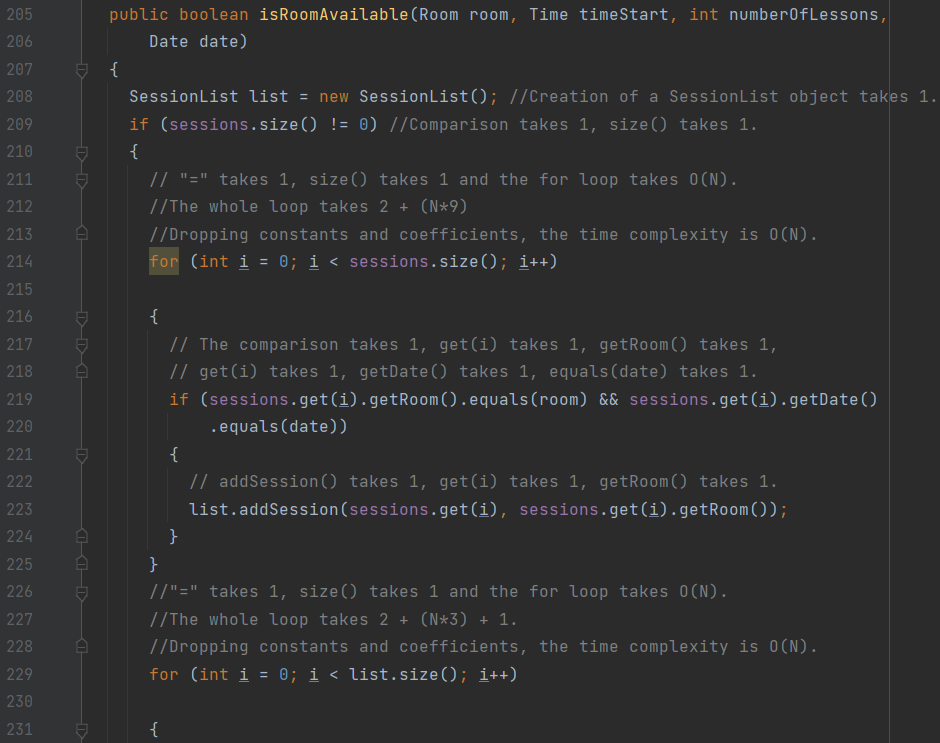 205 public boolean isRoomAvailable(Room room, Time timeStart, int numberOfLessons,
206 Date date)
207 {
208 SessionList list = new SessionList(); //Creation of a SessionList object takes 1.
209 if (sessions.size() != 0) //Comparison takes 1, size() takes 1.
210 {
211 // "=" takes 1, size() takes 1 and the for loop takes O(N).
212 //The whole loop takes 2 + (N*9)
213 //Dropping constants and coefficients, the time complexity is O(N).
214 for (int i = 0; i < sessions.size(); i++)
215
216 {
217 // The comparison takes 1, get(i) takes 1, getRoom() takes 1,
218 // get(i) takes 1, getDate() takes 1, equals(date) takes 1.
219 if (sessions.get(i).getRoom().equals(room) && sessions.get(i).getDate()
220 .equals(date))
221 {
222 // addSession() takes 1, get(i) takes 1, getRoom() takes 1.
223 list.addSession(sessions.get(i), sessions.get(i).getRoom());
224 }
225 }
226 //"=" takes 1, size() takes 1 and the for loop takes O(N).
227 //The whole loop takes 2 + (N*3) + 1.
228 //Dropping constants and coefficients, the time complexity is O(N).
229 for (int i = 0; i < list.size(); i++)
230
231 {